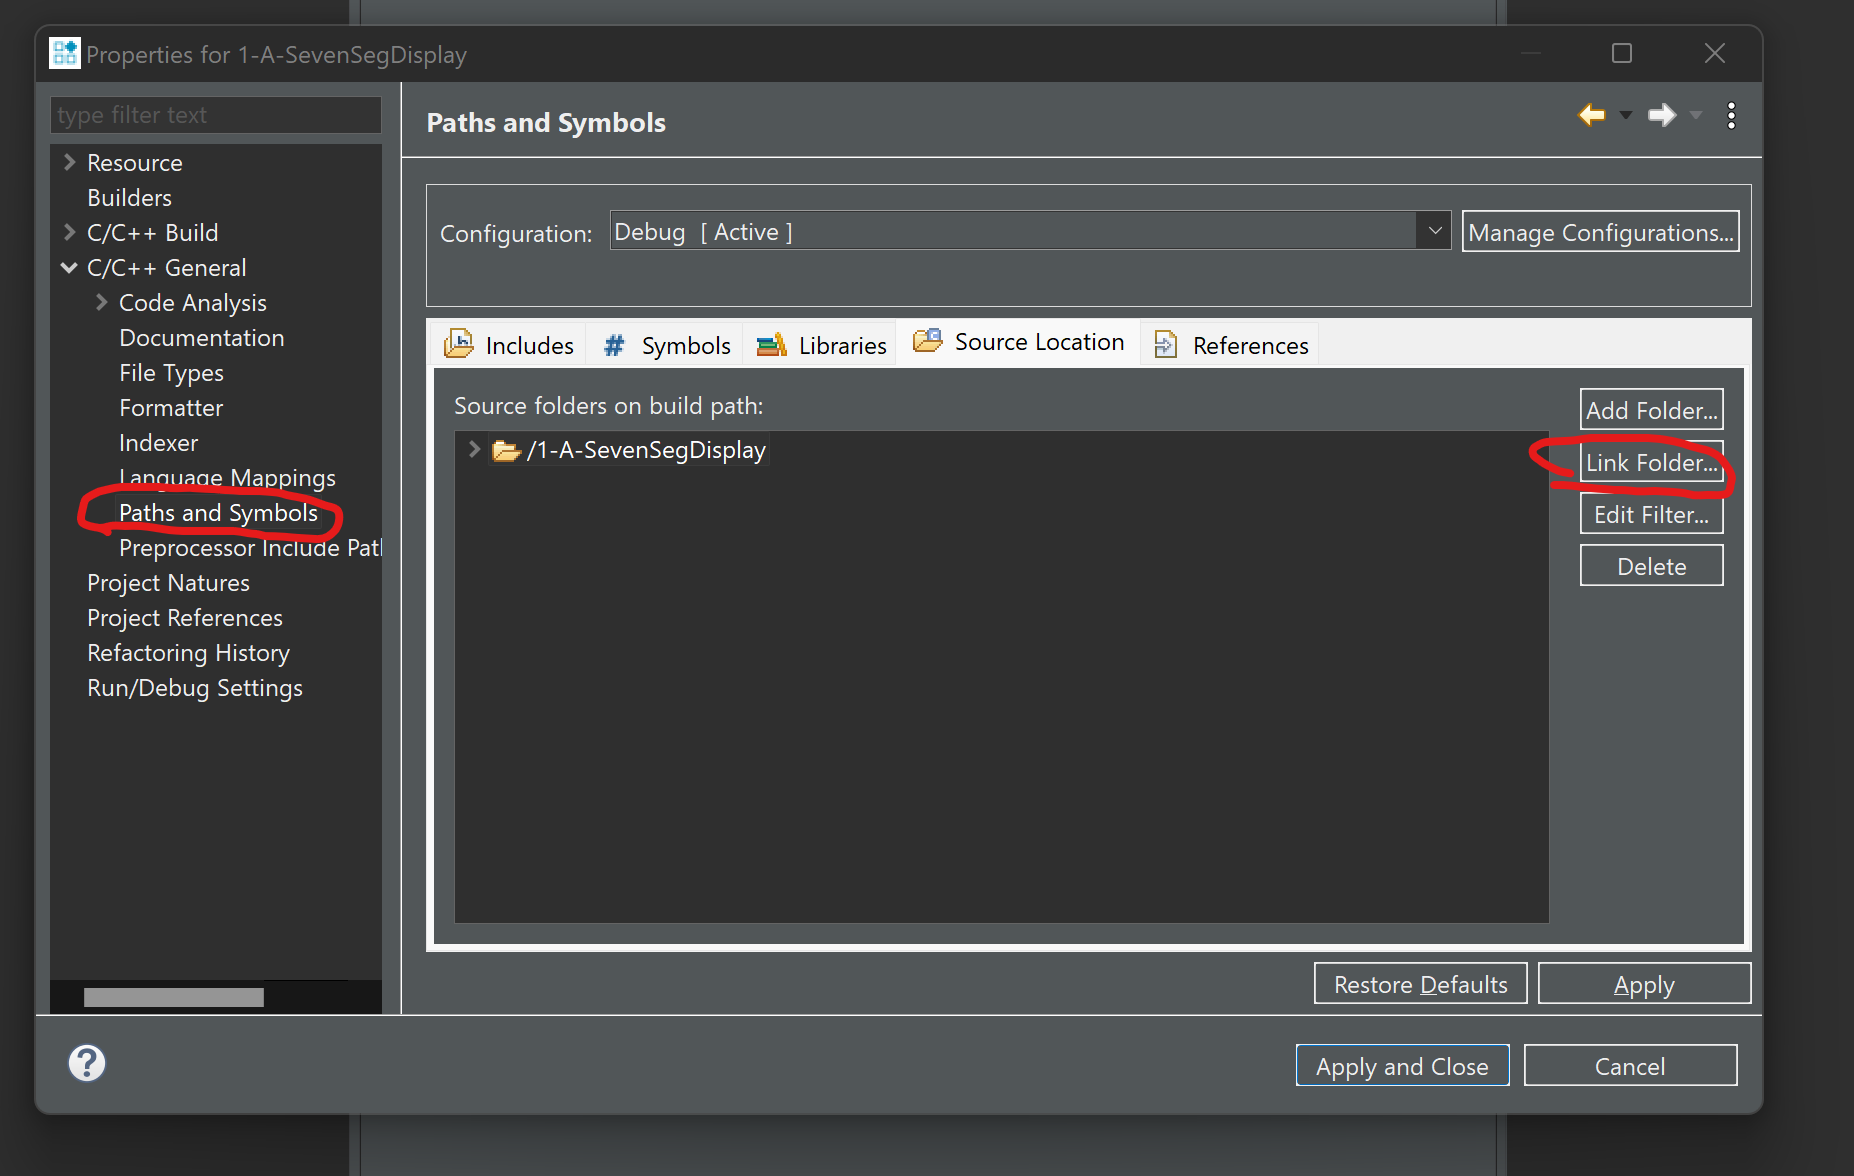 Properties for 1-A-SevenSegDisplay
type filter text
Resource
Builders
C/C++ Build
C/C++ General
Code Analysis
Documentation
File Types
Formatter
Indexer
Language Mappings
Paths and Symbols
Preprocessor Include Pat
Project Natures
Project References
Refactoring History
Run/Debug Settings
Paths and Symbols
Configuration:
Debug [ Active ]
Manage Configurations...
Includes
# Symbols
Libraries
Source Location
References
Source folders on build path:
/1-A-SevenSegDisplay
Add Folder...
Link Folder...
Edit Filter...
Delete
Restore Defaults
Apply
?
Apply and Close
Cancel